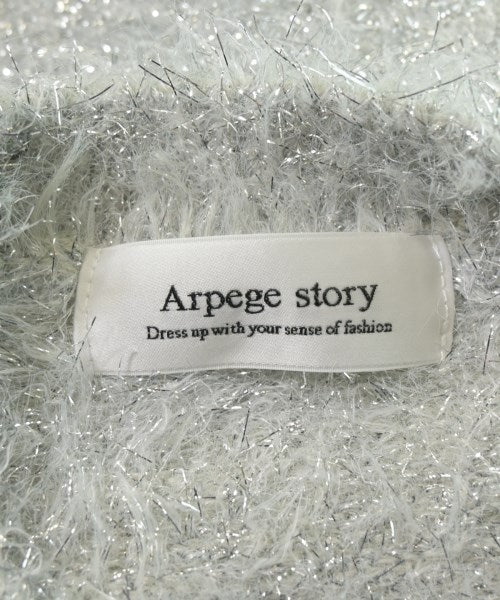 Arpege story
Dress up with your sense of fashion